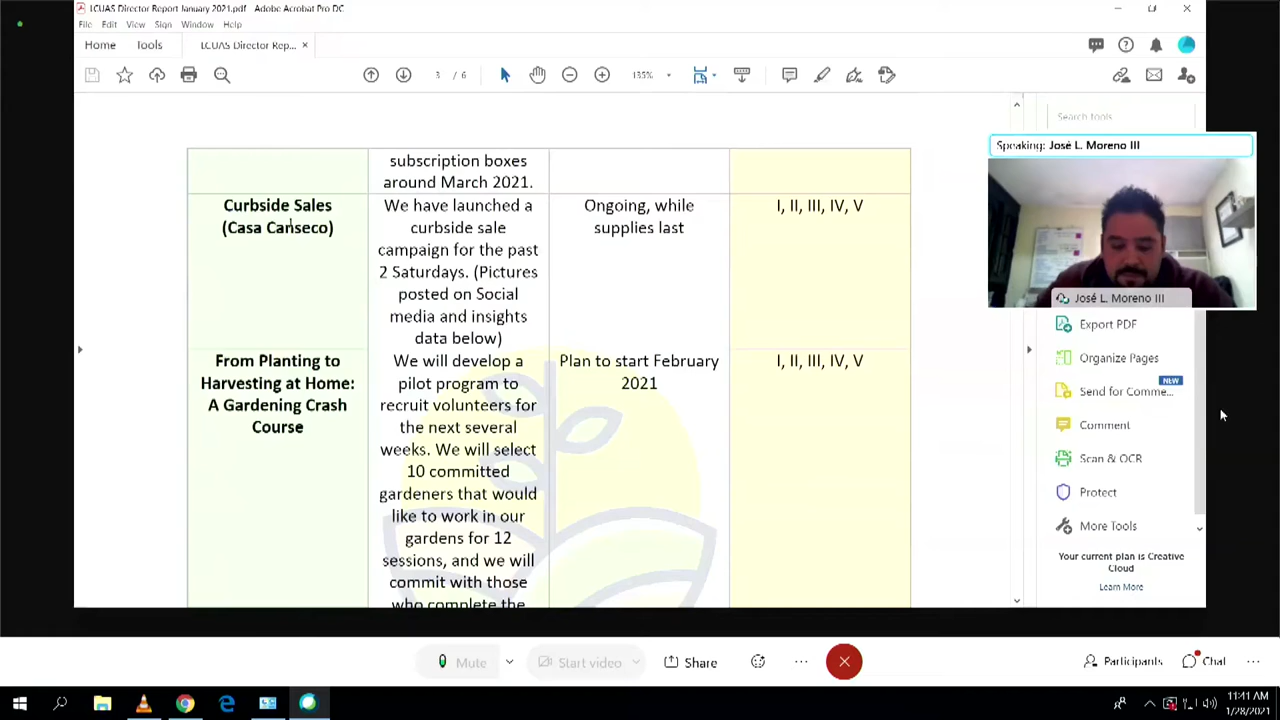 LCUAS Director Report January 2021.pdf - Adobe Acrobat Pro DC
File Edit View Sign Window Help
Home Tools LCUAS Director Rep... ×
3 / 6 135%
Search tools
Speaking: José L. Moreno III
José L. Moreno III
subscription boxes
around March 2021.
Curbside Sales
(Casa Canseco)
We have launched a
curbside sale
campaign for the past
2 Saturdays. (Pictures
posted on Social
media and insights
data below)
Ongoing, while
supplies last
I, II, III, IV, V
From Planting to
Harvesting at Home:
A Gardening Crash
Course
We will develop a
pilot program to
recruit volunteers for
the next several
weeks. We will select
10 committed
gardeners that would
like to work in our
gardens for 12
sessions, and we will
commit with those
who complete the
Plan to start February
2021
I, II, III, IV, V
Export PDF
Organize Pages
NEW
Send for Comme...
Comment
Scan & OCR
Protect
More Tools
Your current plan is Creative
Cloud
Learn More
Mute Start video Share Participants Chat
11:41 AM
1/28/2021